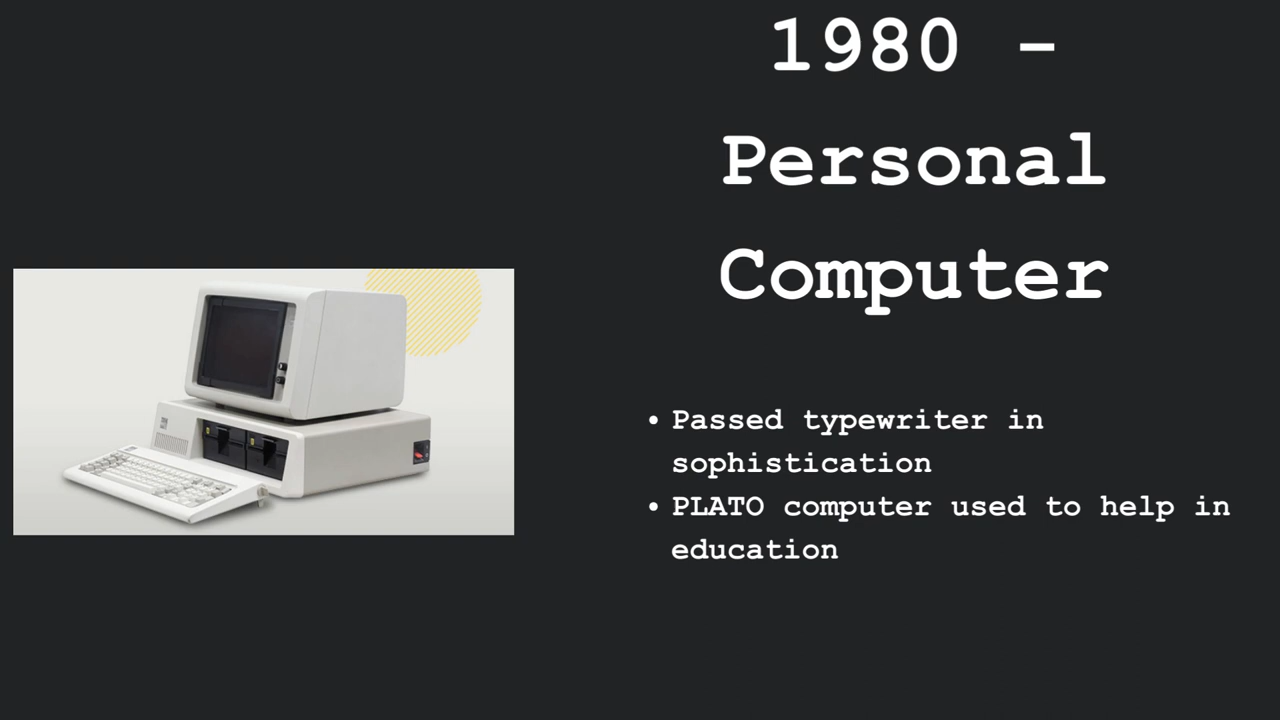 1980 -
Personal
Computer
• Passed typewriter in
sophistication
• PLATO computer used to help in
education